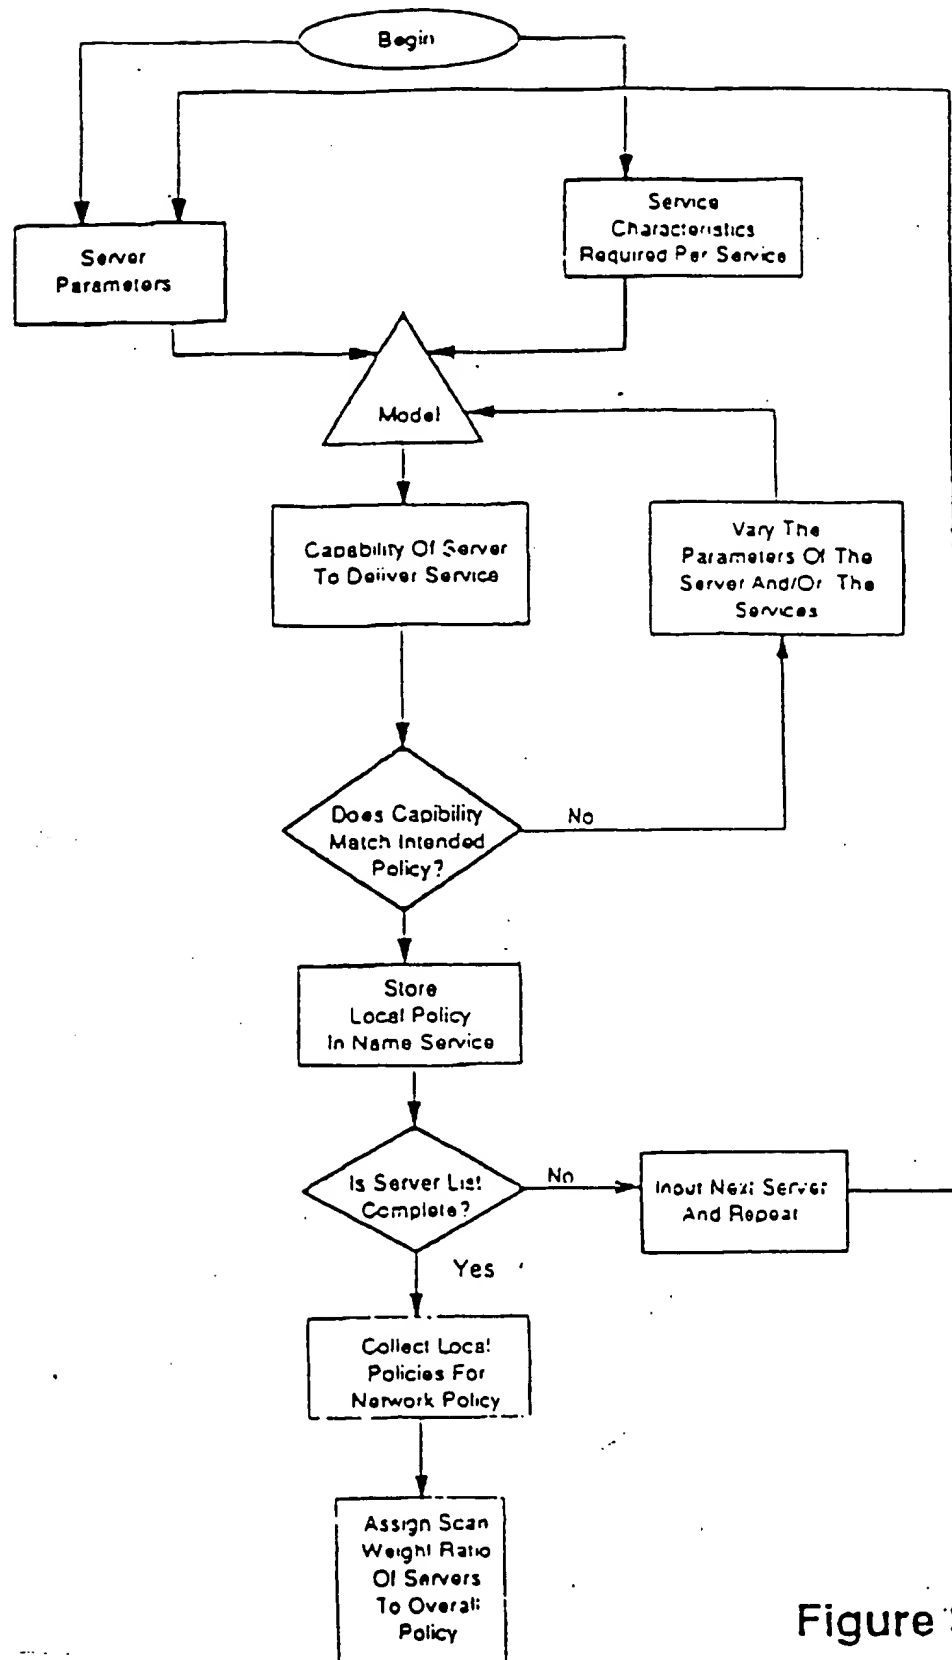 Begin
Service
Characteristics
Required Per Service
Server
Parameters
Model
Capability Of Server
To Deliver Service
Vary The
Parameters Of The
Server And/Or The
Services
Does Capibility
Match Intended
Policy?
No
Store
Local Policy
In Name Service
Is Server List
Complete?
No
Input Next Server
And Repeat
Yes
Collect Local
Policies For
Network Policy
Assign Scan
Weight Ratio
Of Servers
To Overall
Policy
Figure